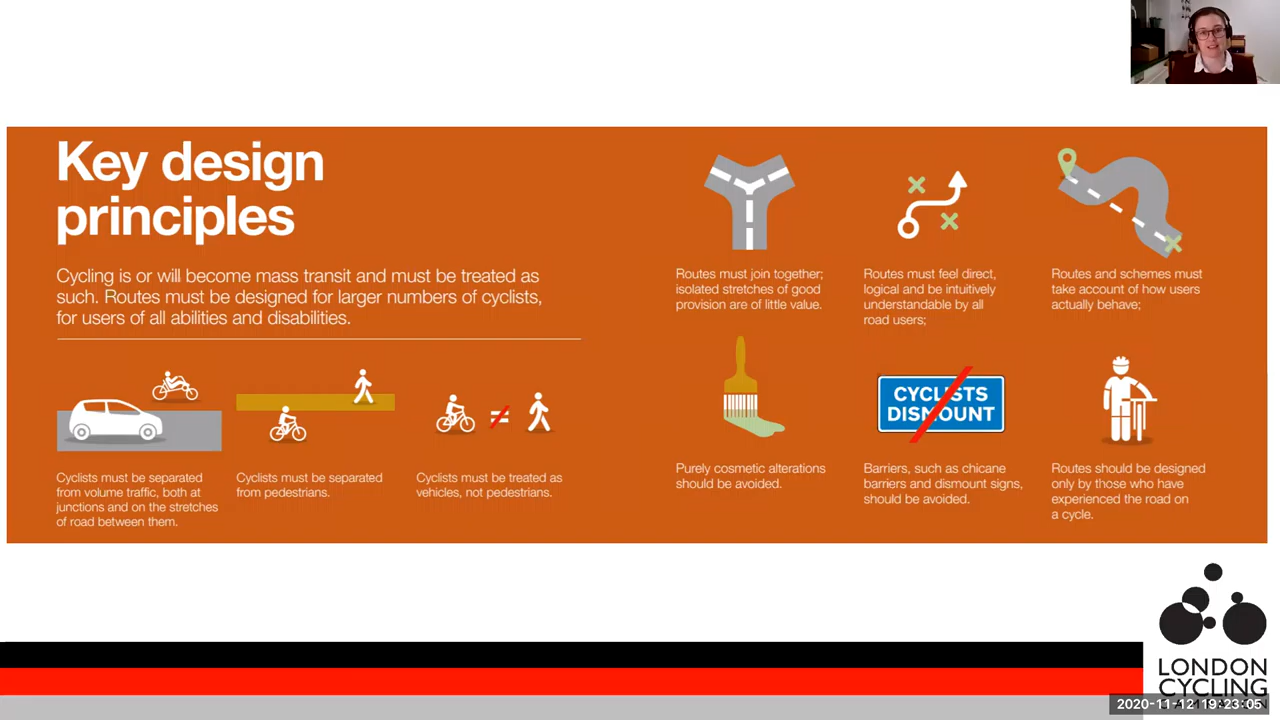 Key design
principles
Cycling is or will become mass transit and must be treated as
such. Routes must be designed for larger numbers of cyclists,
for users of all abilities and disabilities.
Cyclists must be separated
from volume traffic, both at
junctions and on the stretches
of road between them.
Cyclists must be separated
from pedestrians.
Cyclists must be treated as
vehicles, not pedestrians.
Routes must join together;
isolated stretches of good
provision are of little value.
Routes must feel direct,
logical and be intuitively
understandable by all
road users;
Routes and schemes must
take account of how users
actually behave;
Purely cosmetic alterations
should be avoided.
CYCLISTS
DISMOUNT
Barriers, such as chicane
barriers and dismount signs,
should be avoided.
Routes should be designed
only by those who have
experienced the road on
a cycle.
LONDON
CYCLING
2020-11-12 19:23:05